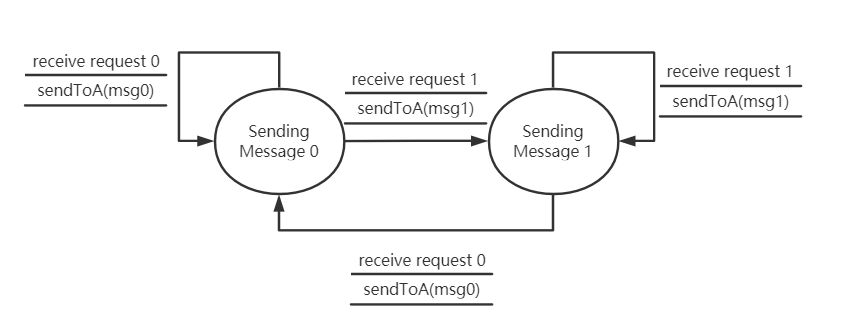 receive request 0
sendToA(msg0)
receive request 1
sendToA(msg1)
receive request 1
sendToA(msg1)
Sending
Message 0
Sending
Message 1
receive request 0
sendToA(msg0)